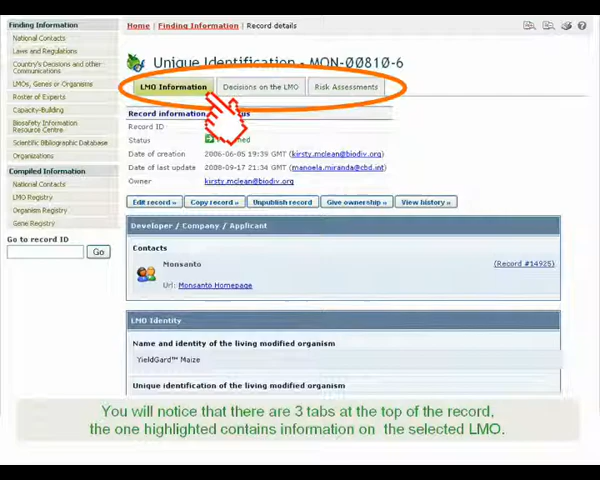 Finding Information
National Contacts
Laws and Regulations
Country's Decisions and other
Communications
LMOs, Genes or Organisms
Roster of Experts
Capacity-Building
Biosafety Information
Resource Centre
Scientific Bibliographic Database
Organizations
Compiled Information
National Contacts
LMO Registry
Organism Registry
Gene Registry
Go to record ID
Go
Home | Finding Information | Record details
Unique Identification - MON-00810-6
LMO Information
Decisions on the LMO
Risk Assessments
Record information
Record ID
Status
Date of creation 2006-06-05 19:39 GMT (kirsty.mclean@biodiv.org)
Date of last update 2008-09-17 21:34 GMT (manoela.miranda@cbd.int)
Owner kirsty.mclean@biodiv.org
Edit record » Copy record » Unpublish record Give ownership » View history »
Developer / Company / Applicant
Contacts
Monsanto (Record #14925)
Url: Monsanto Homepage
LMO Identity
Name and identity of the living modified organism
YieldGard™ Maize
Unique identification of the living modified organism
You will notice that there are 3 tabs at the top of the record,
the one highlighted contains information on the selected LMO.